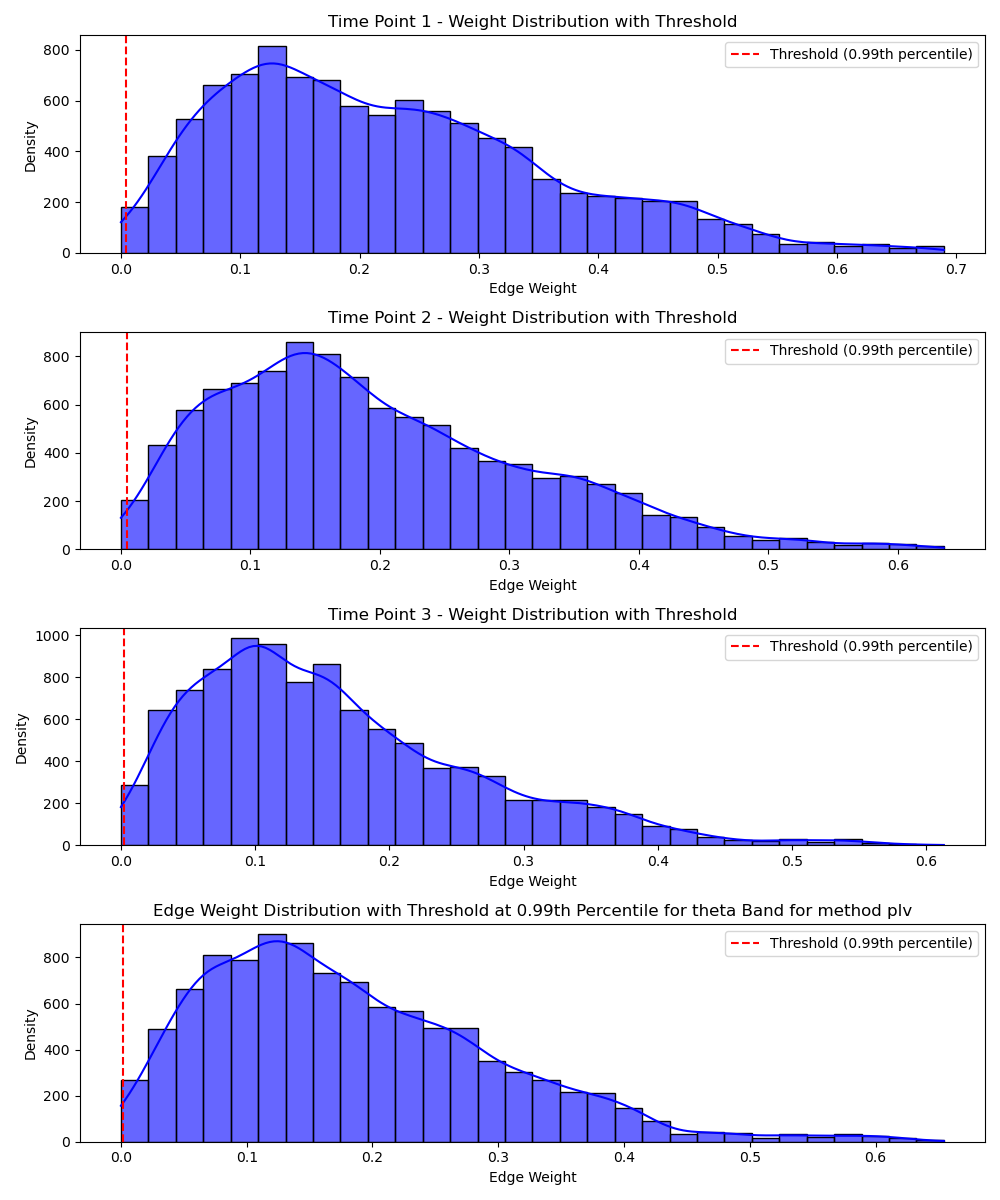 Time Point 1 - Weight Distribution with Threshold
Threshold (0.99th percentile)
Density
800
600
400
200
0
0.0 0.1 0.2 0.3 0.4 0.5 0.6 0.7
Edge Weight
Time Point 2 - Weight Distribution with Threshold
Threshold (0.99th percentile)
Density
800
600
400
200
0
0.0 0.1 0.2 0.3 0.4 0.5 0.6
Edge Weight
Time Point 3 - Weight Distribution with Threshold
Threshold (0.99th percentile)
Density
1000
800
600
400
200
0
0.0 0.1 0.2 0.3 0.4 0.5 0.6
Edge Weight
Edge Weight Distribution with Threshold at 0.99th Percentile for theta Band for method plv
Threshold (0.99th percentile)
Density
800
600
400
200
0
0.0 0.1 0.2 0.3 0.4 0.5 0.6
Edge Weight